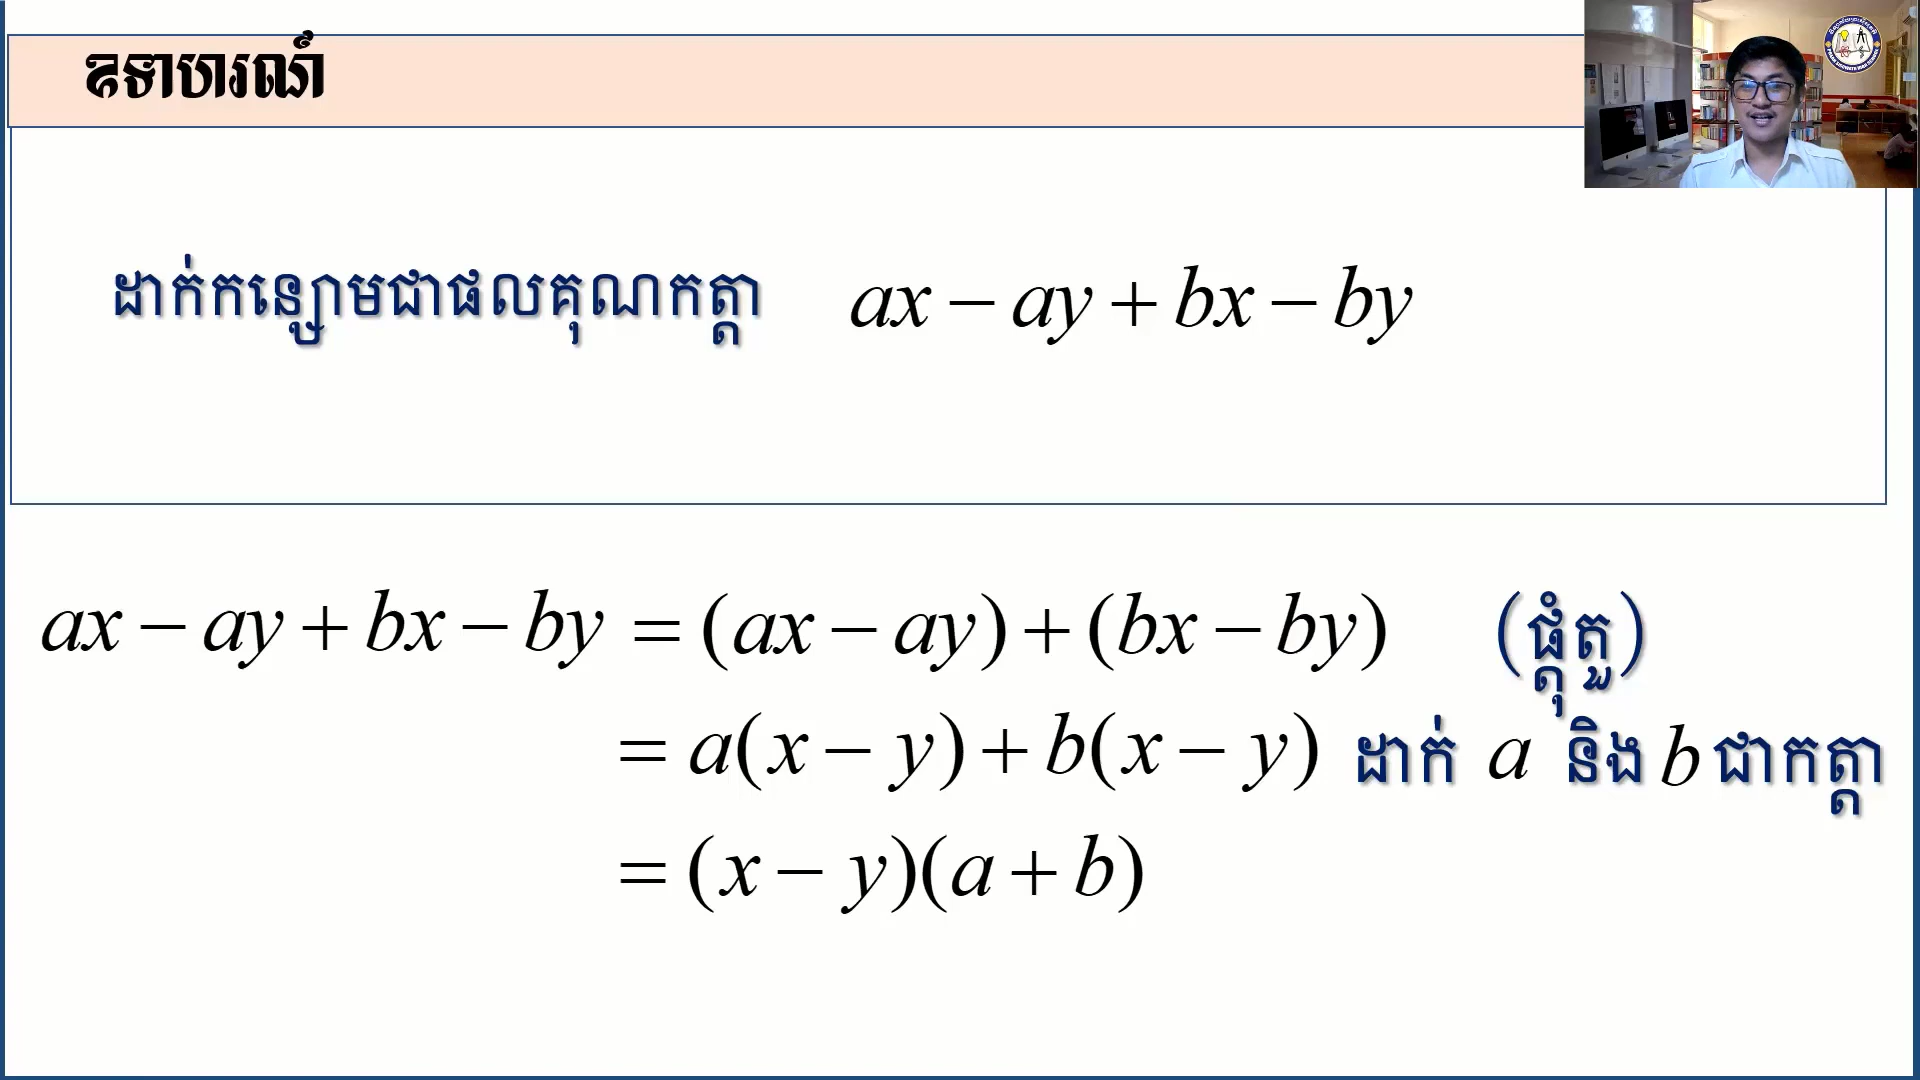 ឧទាហរណ៍
ដាក់កន្សោមជាផលគុណកត្តា ax − ay + bx − by
ax − ay + bx − by = (ax − ay) + (bx − by) (ផ្តុំតួ)
= a(x − y) + b(x − y) ដាក់ a និង b ជាកត្តា
= (x − y)(a + b)